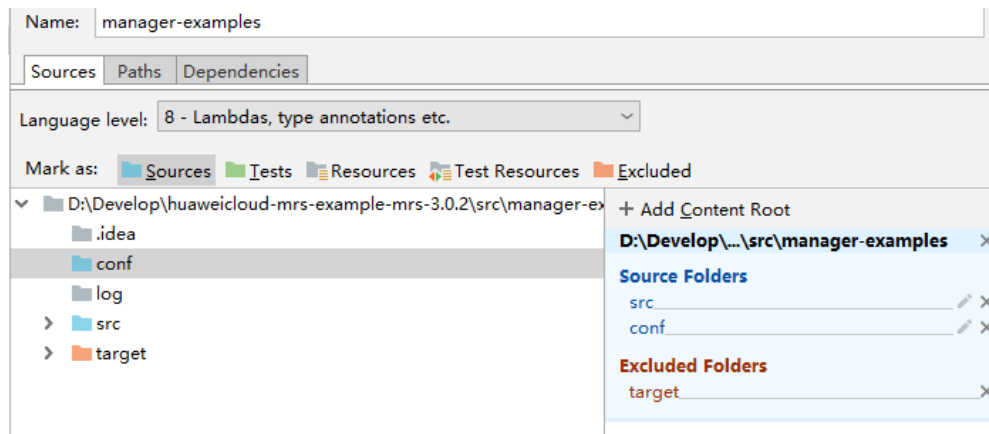 Name: manager-examples
Sources Paths Dependencies
Language level: 8 - Lambdas, type annotations etc.
Mark as: Sources Tests Resources Test Resources Excluded
D:\Develop\huaweicloud-mrs-example-mrs-3.0.2\src\manager-ex
.idea
conf
log
src
target
+ Add Content Root
D:\Develop\...\src\manager-examples
Source Folders
src
conf
Excluded Folders
target